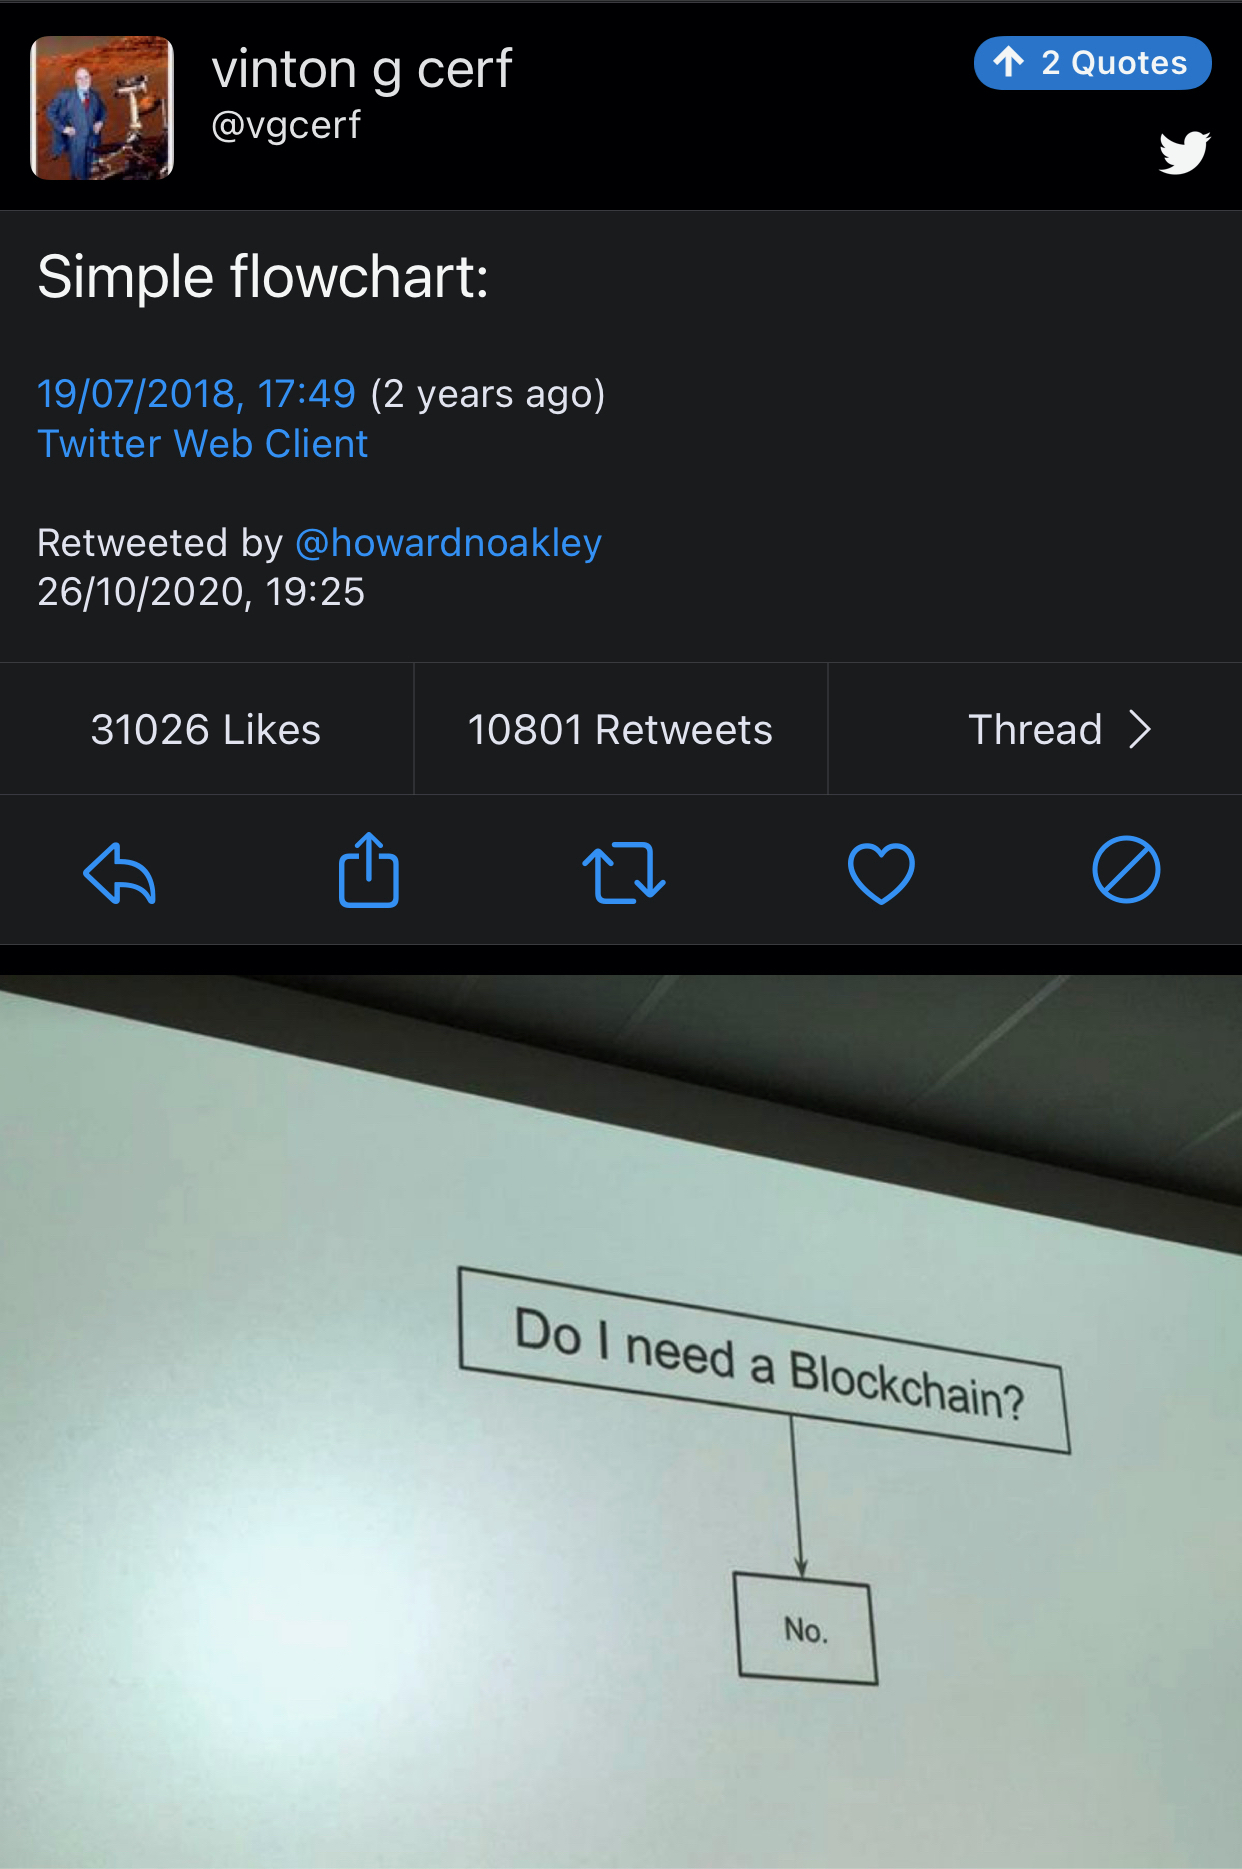 vinton g cerf
@vgcerf
2 Quotes
Simple flowchart:
19/07/2018, 17:49 (2 years ago)
Twitter Web Client
Retweeted by @howardnoakley
26/10/2020, 19:25
31026 Likes
10801 Retweets
Thread
Do I need a Blockchain?
No.